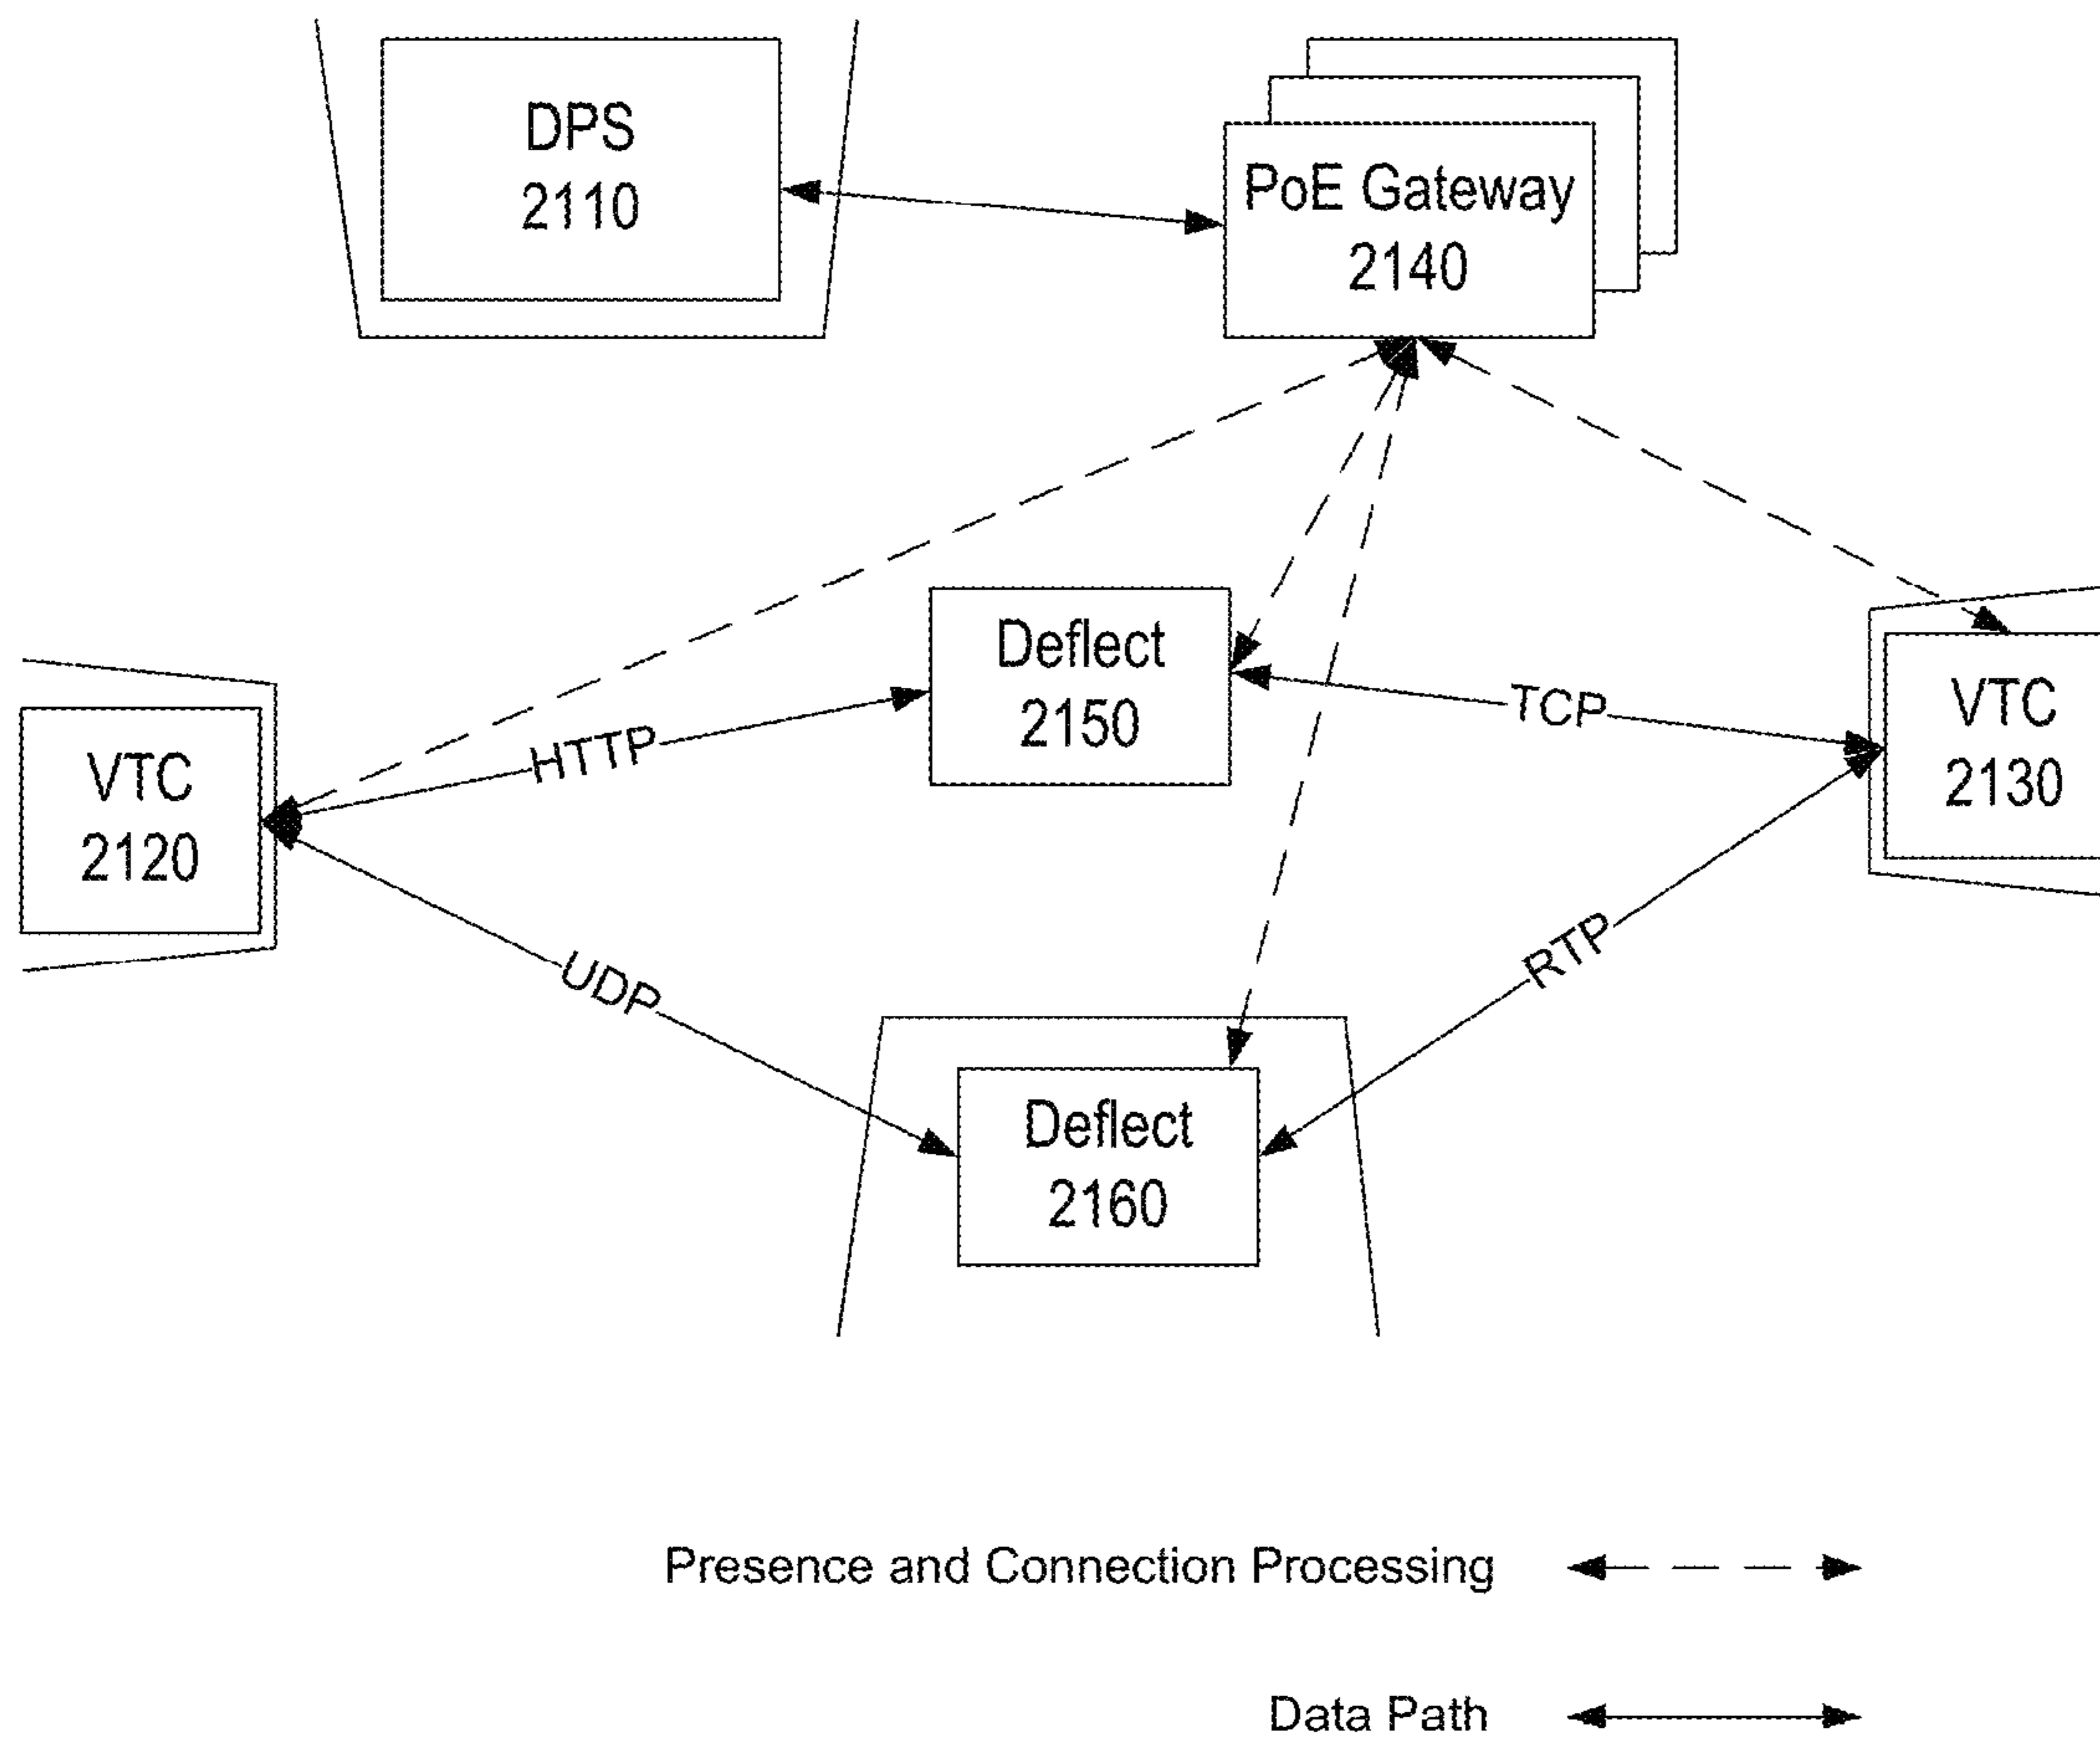 DPS
2110
PoE Gateway
2140
Deflect
2150
TCP
VTC
2130
HTTP
VTC
2120
UDP
RTP
Deflect
2160
Presence and Connection Processing
Data Path